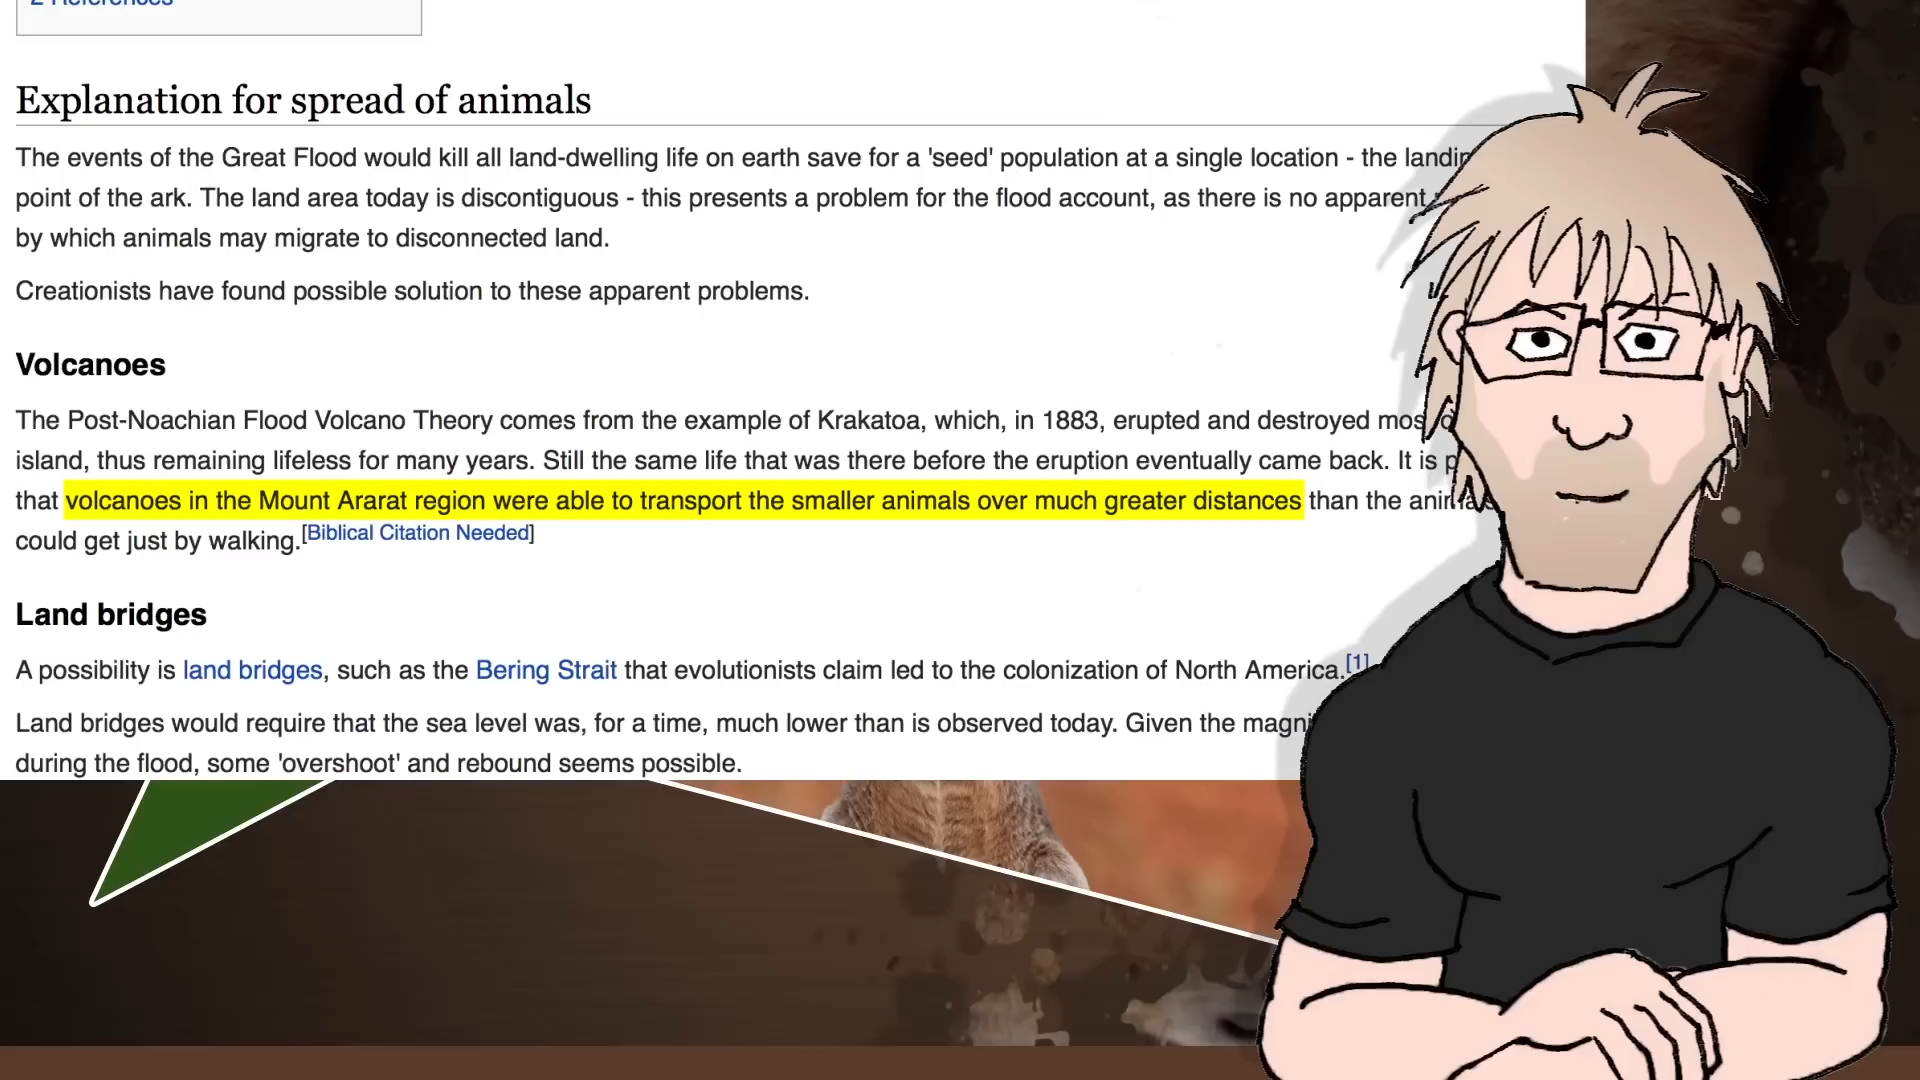 2 References
Explanation for spread of animals
The events of the Great Flood would kill all land-dwelling life on earth save for a 'seed' population at a single location - the
point of the ark. The land area today is discontiguous - this presents a problem for the flood account, as there is no apparent
by which animals may migrate to disconnected land.
Creationists have found possible solution to these apparent problems.
Volcanoes
The Post-Noachian Flood Volcano Theory comes from the example of Krakatoa, which, in 1883, erupted and destroyed
island, thus remaining lifeless for many years. Still the same life that was there before the eruption eventually came back. It is
that volcanoes in the Mount Ararat region were able to transport the smaller animals over much greater distances than the
could get just by walking.[Biblical Citation Needed]
Land bridges
A possibility is land bridges, such as the Bering Strait that evolutionists claim led to the colonization of North America.[1]
Land bridges would require that the sea level was, for a time, much lower than is observed today. Given the
during the flood, some 'overshoot' and rebound seems possible.